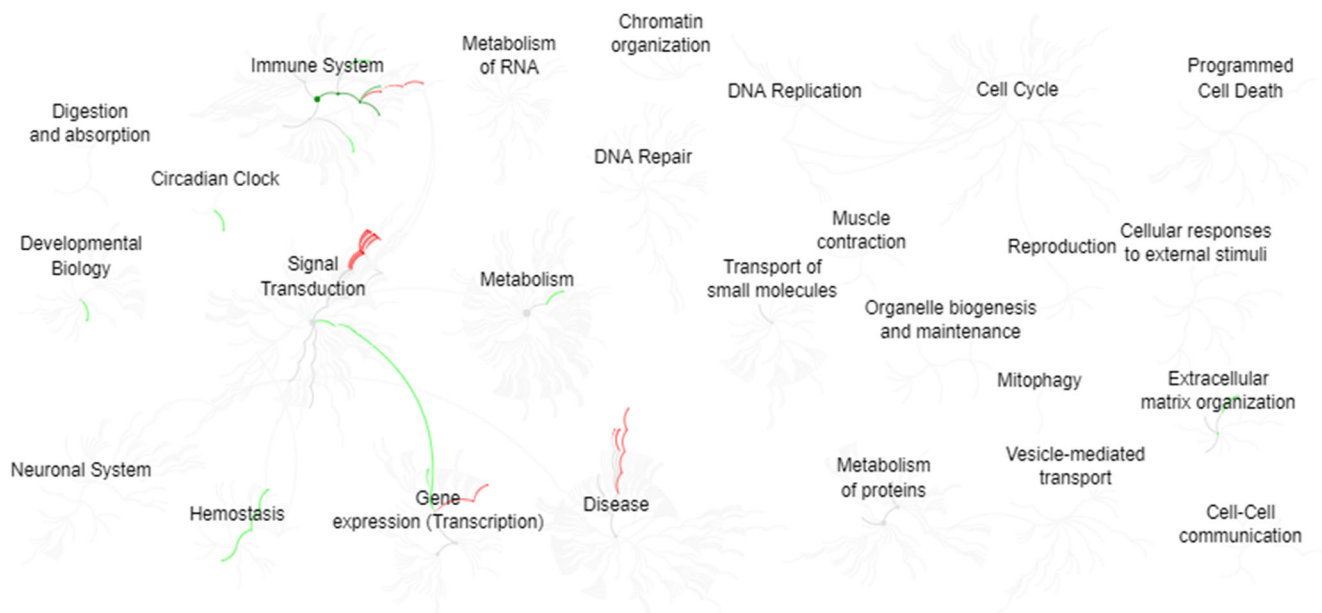 Chromatin
organization
Metabolism
of RNA
Immune System
Programmed
Cell Death
DNA Replication
Cell Cycle
Digestion
and absorption
DNA Repair
Circadian Clock
Muscle
contraction
Cellular responses
to external stimuli
Reproduction
Developmental
Biology
Signal
Transduction
Metabolism
Transport of
small molecules
Organelle biogenesis
and maintenance
Mitophagy
Extracellular
matrix organization
Neuronal System
Metabolism
of proteins
Vesicle-mediated
transport
Hemostasis
Gene
expression (Transcription)
Disease
Cell-Cell
communication